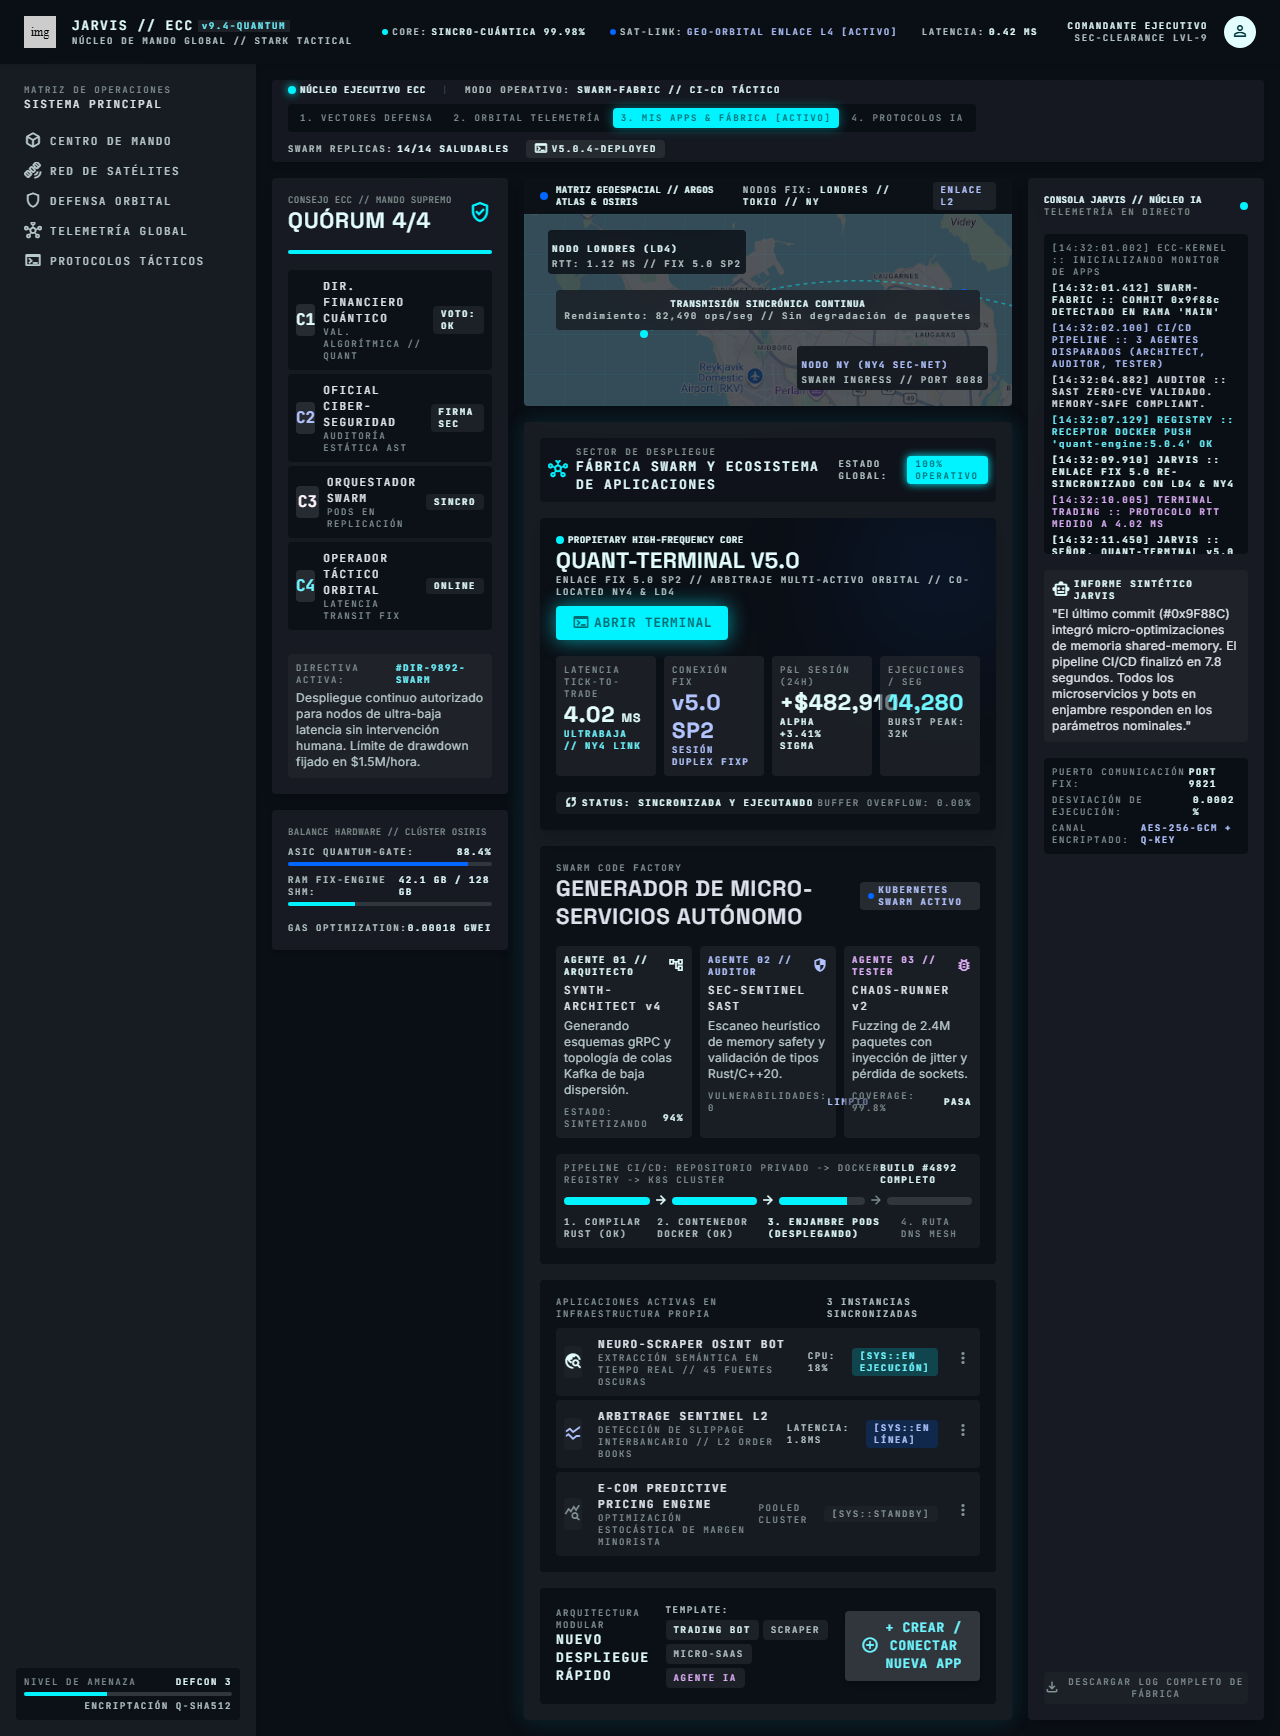 img
JARVIS // ECC v9.4-QUANTUM
NÚCLEO DE MANDO GLOBAL // STARK TACTICAL
CORE: SINCRO-CUÁNTICA 99.98%
SAT-LINK: GEO-ORBITAL ENLACE L4 [ACTIVO]
LATENCIA: 0.42 MS
COMANDANTE EJECUTIVO
SEC-CLEARANCE LVL-9
MATRIZ DE OPERACIONES
SISTEMA PRINCIPAL
CENTRO DE MANDO
RED DE SATÉLITES
DEFENSA ORBITAL
TELEMETRÍA GLOBAL
PROTOCOLOS TÁCTICOS
NIVEL DE AMENAZA DEFCON 3
ENCRIPTACIÓN Q-SHA512
NÚCLEO EJECUTIVO ECC | MODO OPERATIVO: SWARM-FABRIC // CI-CD TÁCTICO
1. VECTORES DEFENSA 2. ORBITAL TELEMETRÍA 3. MIS APPS & FÁBRICA [ACTIVO] 4. PROTOCOLOS IA
SWARM REPLICAS: 14/14 SALUDABLES V5.0.4-DEPLOYED
CONSEJO ECC // MANDO SUPREMO
QUÓRUM 4/4
C1
DIR.
FINANCIERO
CUÁNTICO
VAL.
ALGORÍTMICA //
QUANT
VOTO:
OK
C2
OFICIAL
CIBER-
SEGURIDAD
AUDITORÍA
ESTÁTICA AST
FIRMA
SEC
C3
ORQUESTADOR
SWARM
PODS EN
REPLICACIÓN
SINCRO
C4
OPERADOR
TÁCTICO
ORBITAL
LATENCIA
TRANSIT FIX
ONLINE
DIRECTIVA
ACTIVA:
#DIR-9892-
SWARM
Despliegue continuo autorizado
para nodos de ultra-baja
latencia sin intervención
humana. Límite de drawdown
fijado en $1.5M/hora.
BALANCE HARDWARE // CLÚSTER OSIRIS
ASIC QUANTUM-GATE: 88.4%
RAM FIX-ENGINE
SHM:
42.1 GB / 128
GB
GAS OPTIMIZATION: 0.00018 GWEI
MATRIZ GEOESPACIAL // ARGOS
ATLAS & OSIRIS
NODOS FIX: LONDRES //
TOKIO // NY
ENLACE
L2
Videy
NODO LONDRES (LD4)
RTT: 1.12 MS // FIX 5.0 SP2
LAUGARNES
TRANSMISIÓN SINCRÓNICA CONTINUA
Rendimiento: 82,490 ops/seg // Sin degradación de paquetes
LAUGARAS
MIDBORG
NODO NY (NY4 SEC-NET)
SWARM INGRESS // PORT 8088
Reykjavik
Domestic
Airport (RKV)
Perlan
49
SECTOR DE DESPLIEGUE
FÁBRICA SWARM Y ECOSISTEMA
DE APLICACIONES
ESTADO
GLOBAL:
100%
OPERATIVO
PROPIETARY HIGH-FREQUENCY CORE
QUANT-TERMINAL V5.0
ENLACE FIX 5.0 SP2 // ARBITRAJE MULTI-ACTIVO ORBITAL // CO-
LOCATED NY4 & LD4
ABRIR TERMINAL
LATENCIA
TICK-TO-
TRADE
4.02 MS
ULTRABAJA
// NY4 LINK
CONEXIÓN
FIX
v5.0
SP2
SESIÓN
DUPLEX FIXP
P&L SESIÓN
(24H)
+$482,910
ALPHA
+3.41%
SIGMA
EJECUCIONES
/ SEG
14,280
BURST PEAK:
32K
STATUS: SINCRONIZADA Y EJECUTANDO BUFFER OVERFLOW: 0.00%
SWARM CODE FACTORY
GENERADOR DE MICRO-
SERVICIOS AUTÓNOMO
KUBERNETES
SWARM ACTIVO
AGENTE 01 //
ARQUITECTO
SYNTH-
ARCHITECT v4
Generando
esquemas gRPC y
topología de colas
Kafka de baja
dispersión.
ESTADO:
SINTETIZANDO
94%
AGENTE 02 //
AUDITOR
SEC-SENTINEL
SAST
Escaneo heurístico
de memory safety y
validación de tipos
Rust/C++20.
VULNERABILIDADES:
0
LIMPIO
AGENTE 03 //
TESTER
CHAOS-RUNNER
v2
Fuzzing de 2.4M
paquetes con
inyección de jitter y
pérdida de sockets.
COVERAGE:
99.8%
PASA
PIPELINE CI/CD: REPOSITORIO PRIVADO -> DOCKER
REGISTRY -> K8S CLUSTER
BUILD #4892
COMPLETO
1. COMPILAR
RUST (OK)
2. CONTENEDOR
DOCKER (OK)
3. ENJAMBRE PODS
(DESPLEGANDO)
4. RUTA
DNS MESH
APLICACIONES ACTIVAS EN
INFRAESTRUCTURA PROPIA
3 INSTANCIAS
SINCRONIZADAS
NEURO-SCRAPER OSINT BOT
EXTRACCIÓN SEMÁNTICA EN
TIEMPO REAL // 45 FUENTES
OSCURAS
CPU:
18%
[SYS::EN
EJECUCIÓN]
ARBITRAGE SENTINEL L2
DETECCIÓN DE SLIPPAGE
INTERBANCARIO // L2 ORDER
BOOKS
LATENCIA:
1.8MS
[SYS::EN
LÍNEA]
E-COM PREDICTIVE
PRICING ENGINE
OPTIMIZACIÓN
ESTOCÁSTICA DE MARGEN
MINORISTA
POOLED
CLUSTER
[SYS::STANDBY]
ARQUITECTURA
MODULAR
NUEVO
DESPLIEGUE
RÁPIDO
TEMPLATE:
TRADING BOT SCRAPER
MICRO-SAAS
AGENTE IA
+ CREAR /
CONECTAR
NUEVA APP
CONSOLA JARVIS // NÚCLEO IA
TELEMETRÍA EN DIRECTO
[14:32:01.002] ECC-KERNEL
:: INICIALIZANDO MONITOR
DE APPS
[14:32:01.412] SWARM-
FABRIC :: COMMIT 0x9f88c
DETECTADO EN RAMA 'MAIN'
[14:32:02.100] CI/CD
PIPELINE :: 3 AGENTES
DISPARADOS (ARCHITECT,
AUDITOR, TESTER)
[14:32:04.882] AUDITOR ::
SAST ZERO-CVE VALIDADO.
MEMORY-SAFE COMPLIANT.
[14:32:07.129] REGISTRY ::
RECEPTOR DOCKER PUSH
'quant-engine:5.0.4' OK
[14:32:09.910] JARVIS ::
ENLACE FIX 5.0 RE-
SINCRONIZADO CON LD4 & NY4
[14:32:10.005] TERMINAL
TRADING :: PROTOCOLO RTT
MEDIDO A 4.02 MS
[14:32:11.450] JARVIS ::
SEÑOR, QUANT-TERMINAL v5.0
INFORME SINTÉTICO
JARVIS
"El último commit (#0x9F88C)
integró micro-optimizaciones
de memoria shared-memory. El
pipeline CI/CD finalizó en 7.8
segundos. Todos los
microservicios y bots en
enjambre responden en los
parámetros nominales."
PUERTO COMUNICACIÓN
FIX:
PORT
9821
DESVIACIÓN DE
EJECUCIÓN:
0.0002
%
CANAL
ENCRIPTADO:
AES-256-GCM +
Q-KEY
DESCARGAR LOG COMPLETO DE
FÁBRICA